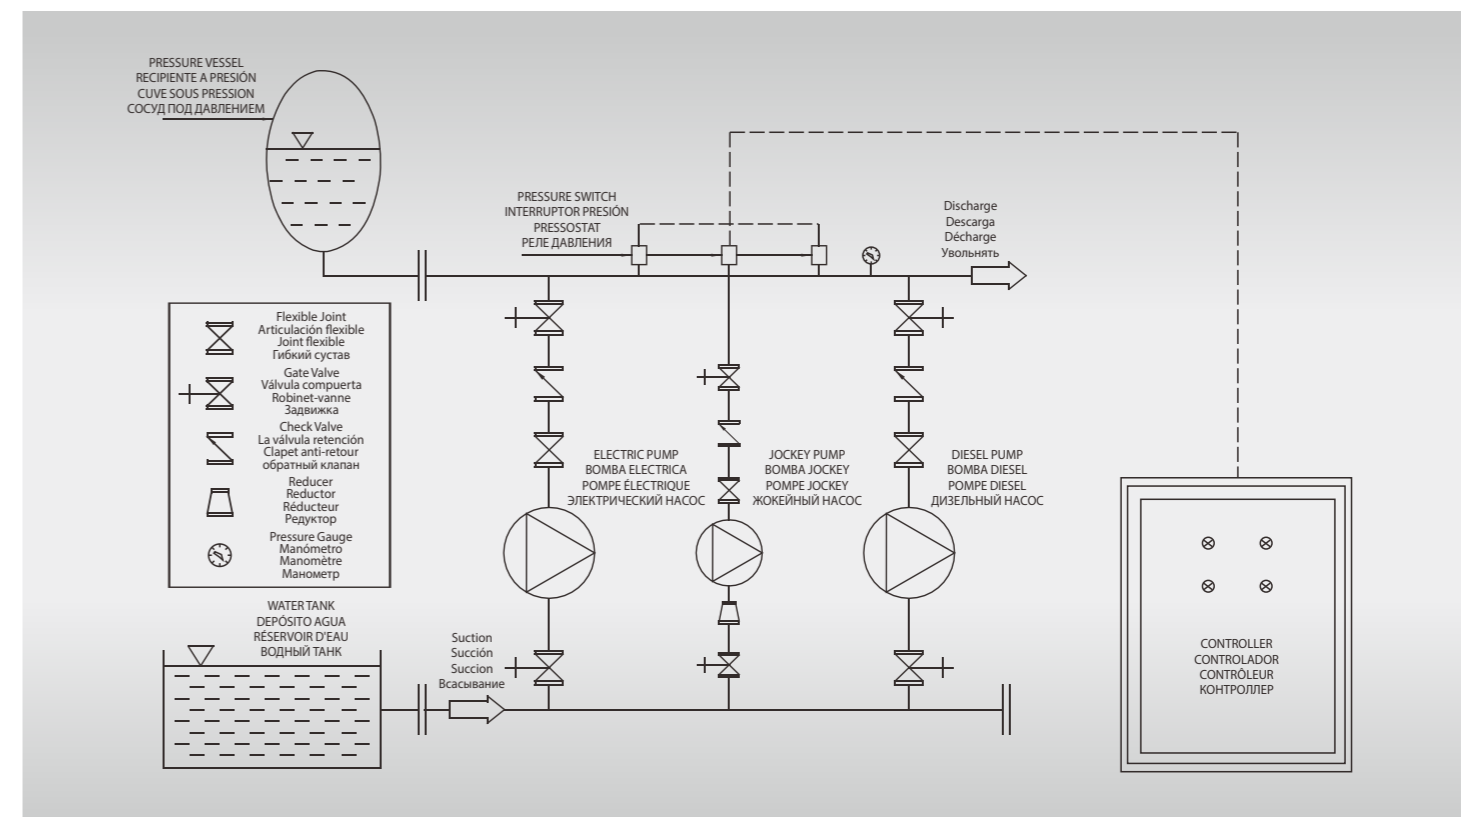 PRESSURE VESSEL
RECIPIENTE A PRESIÓN
CUVE SOUS PRESSION
СОСУД ПОД ДАВЛЕНИЕМ
PRESSURE SWITCH
INTERRUPTOR PRESIÓN
PRESSOSTAT
РЕЛЕ ДАВЛЕНИЯ
Discharge
Descarga
Décharge
Увольнять
Flexible Joint
Articulación flexible
Joint flexible
Гибкий сустав
Gate Valve
Válvula compuerta
Robinet-vanne
Задвижка
Check Valve
La válvula retención
Clapet anti-retour
обратный клапан
Reducer
Reductor
Réducteur
Редуктор
Pressure Gauge
Manómetro
Manomètre
Манометр
ELECTRIC PUMP
BOMBA ELECTRICA
POMPE ÉLECTRIQUE
ЭЛЕКТРИЧЕСКИЙ НАСОС
JOCKEY PUMP
BOMBA JOCKEY
POMPE JOCKEY
ЖОКЕЙНЫЙ НАСОС
DIESEL PUMP
BOMBA DIESEL
POMPE DIESEL
ДИЗЕЛЬНЫЙ НАСОС
WATER TANK
DEPÓSITO AGUA
RÉSERVOIR D'EAU
ВОДНЫЙ ТАНК
Suction
Succión
Succion
Всасывание
CONTROLLER
CONTROLADOR
CONTRÔLEUR
КОНТРОЛЛЕР